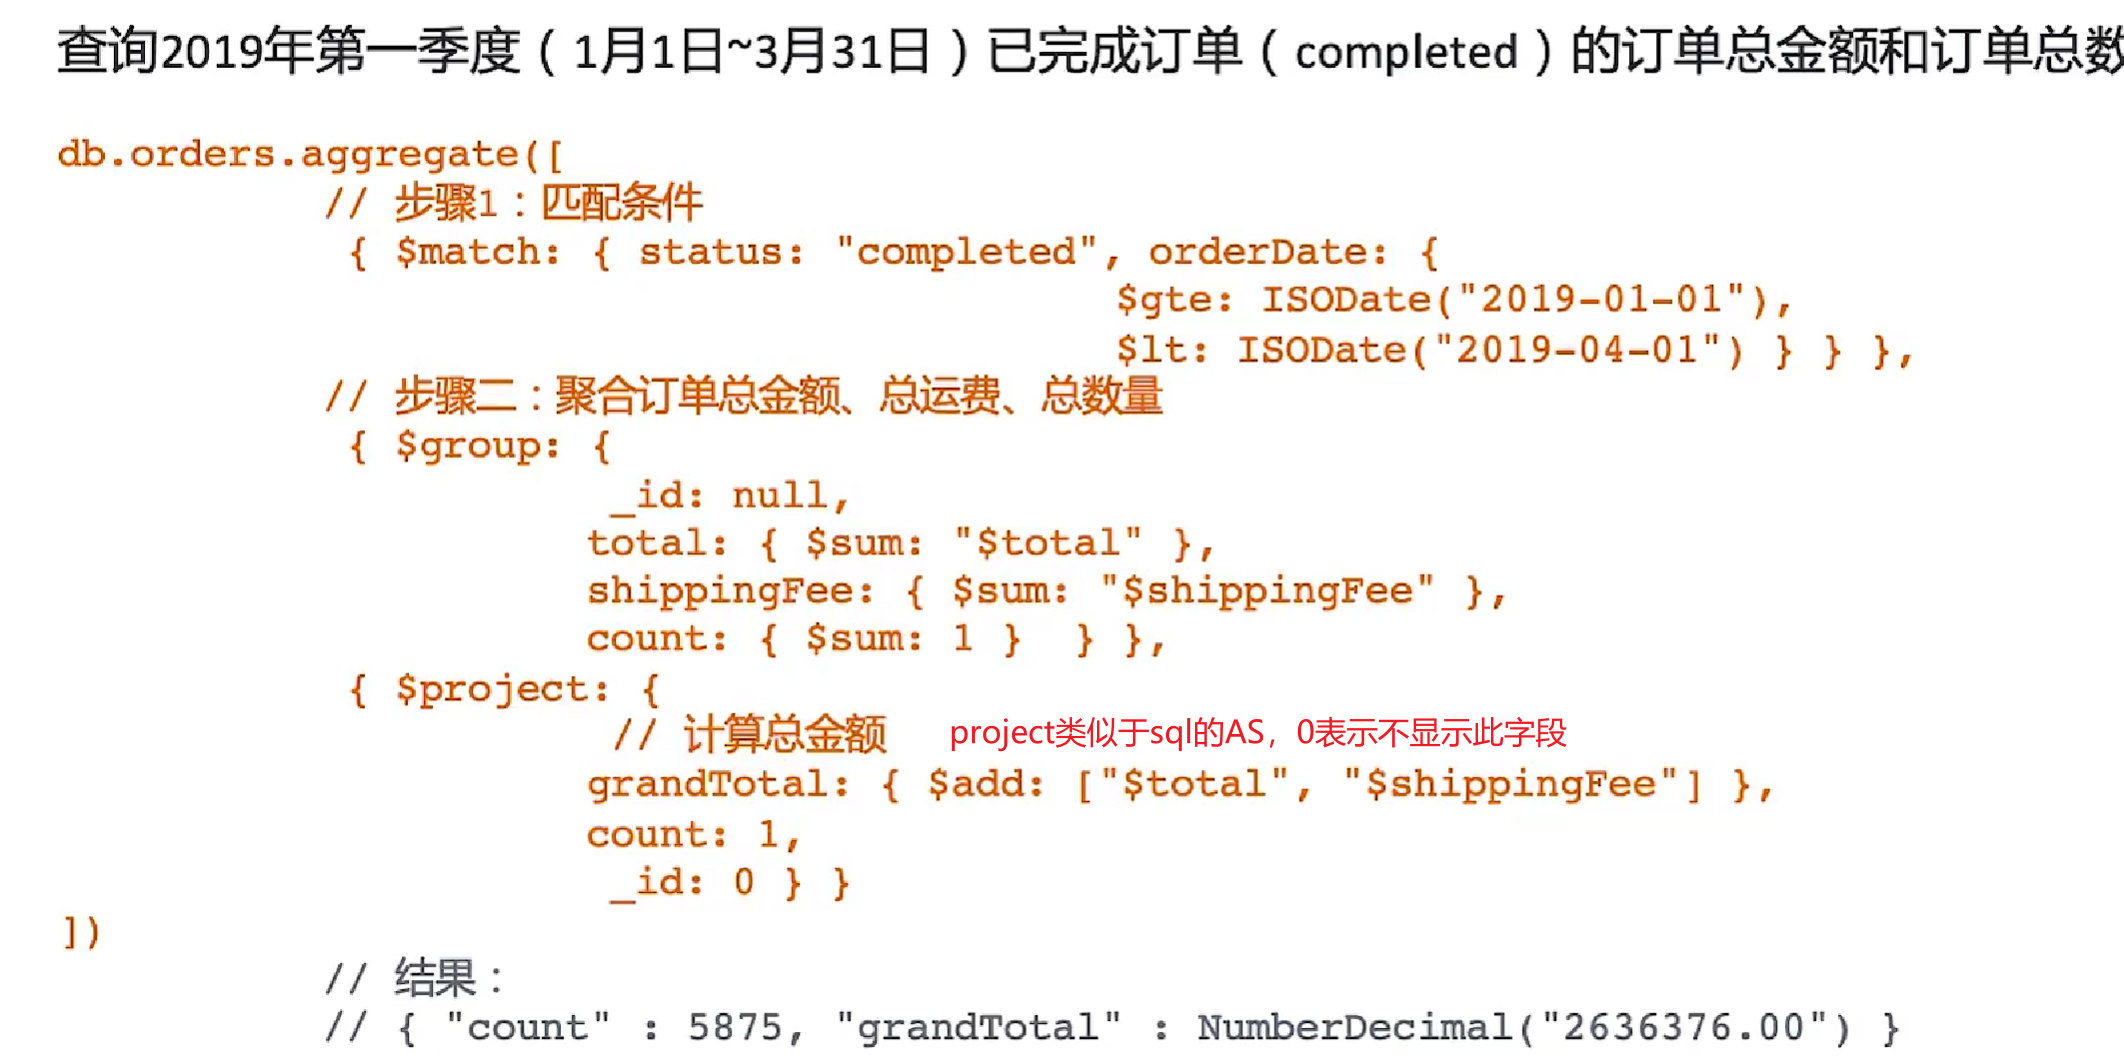 查询2019年第一季度（1月1日~3月31日）已完成订单（completed）的订单总金额和订单总数
db.orders.aggregate([
// 步骤1：匹配条件
{ $match: { status: "completed", orderDate: {
$gte: ISODate("2019-01-01"),
$lt: ISODate("2019-04-01") } } },
// 步骤二：聚合订单总金额、总运费、总数量
{ $group: {
_id: null,
total: { $sum: "$total" },
shippingFee: { $sum: "$shippingFee" },
count: { $sum: 1 } } },
{ $project: {
// 计算总金额 project类似于sql的AS，0表示不显示此字段
grandTotal: { $add: ["$total", "$shippingFee"] },
count: 1,
_id: 0 } }
])
// 结果：
// { "count" : 5875, "grandTotal" : NumberDecimal("2636376.00") }